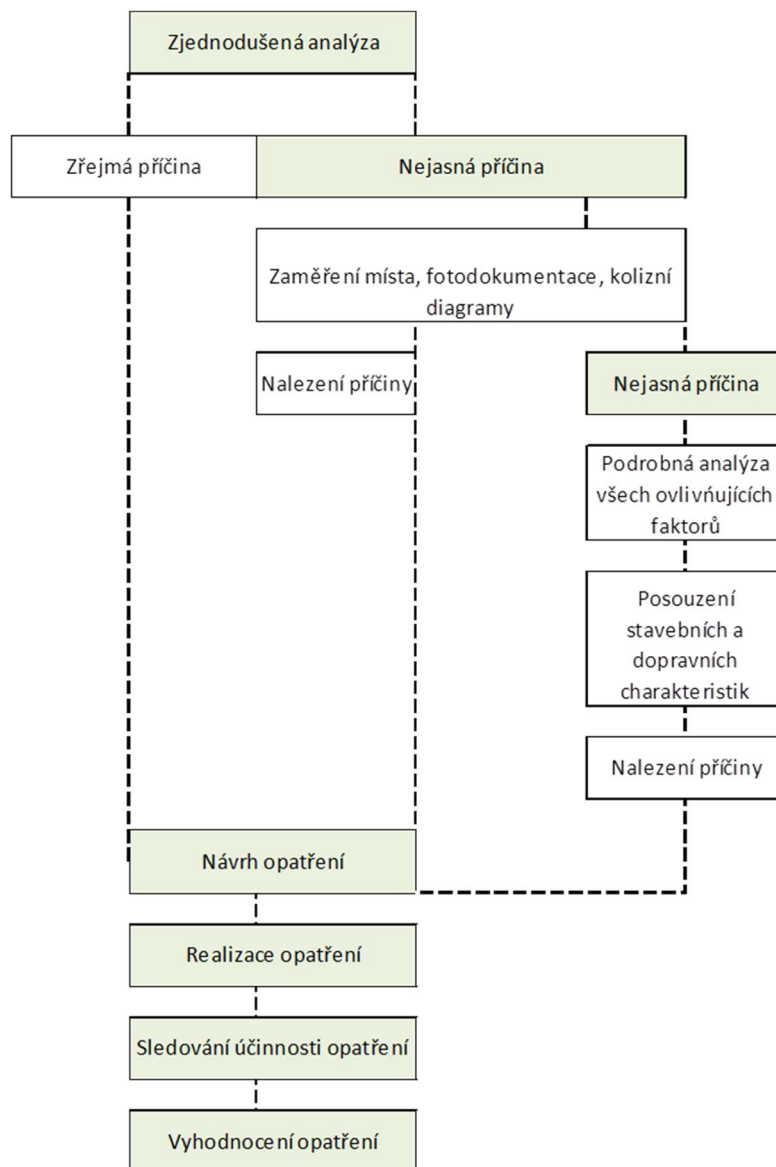 Zjednodušená analýza
Zřejmá příčina
Nejasná příčina
Zaměření místa, fotodokumentace, kolizní
diagramy
Nalezení příčiny
Nejasná příčina
Podrobná analýza
všech ovlivńujících
faktorů
Posouzení
stavebních a
dopravních
charakteristik
Nalezení příčiny
Návrh opatření
Realizace opatření
Sledování účinnosti opatření
Vyhodnocení opatření